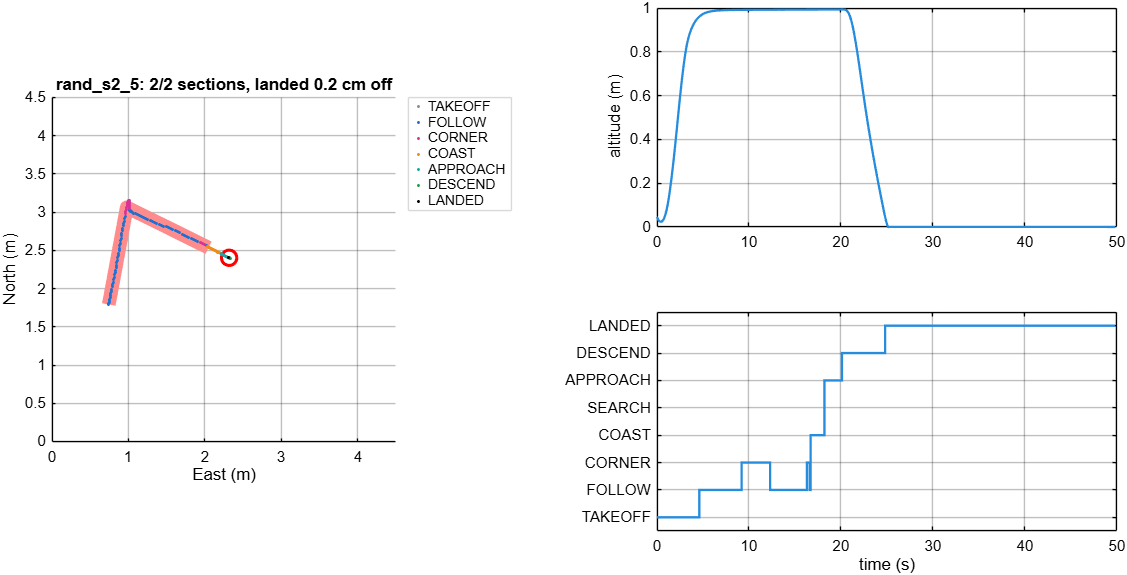 rand_s2_5: 2/2 sections, landed 0.2 cm off
4.5
4
3.5
3
2.5
2
1.5
1
0.5
0
North (m)
0
1
2
3
4
East (m)
TAKEOFF
FOLLOW
CORNER
COAST
APPROACH
DESCEND
LANDED
1
0.8
0.6
0.4
0.2
0
altitude (m)
0
10
20
30
40
50
LANDED
DESCEND
APPROACH
SEARCH
COAST
CORNER
FOLLOW
TAKEOFF
0
10
20
30
40
50
time (s)